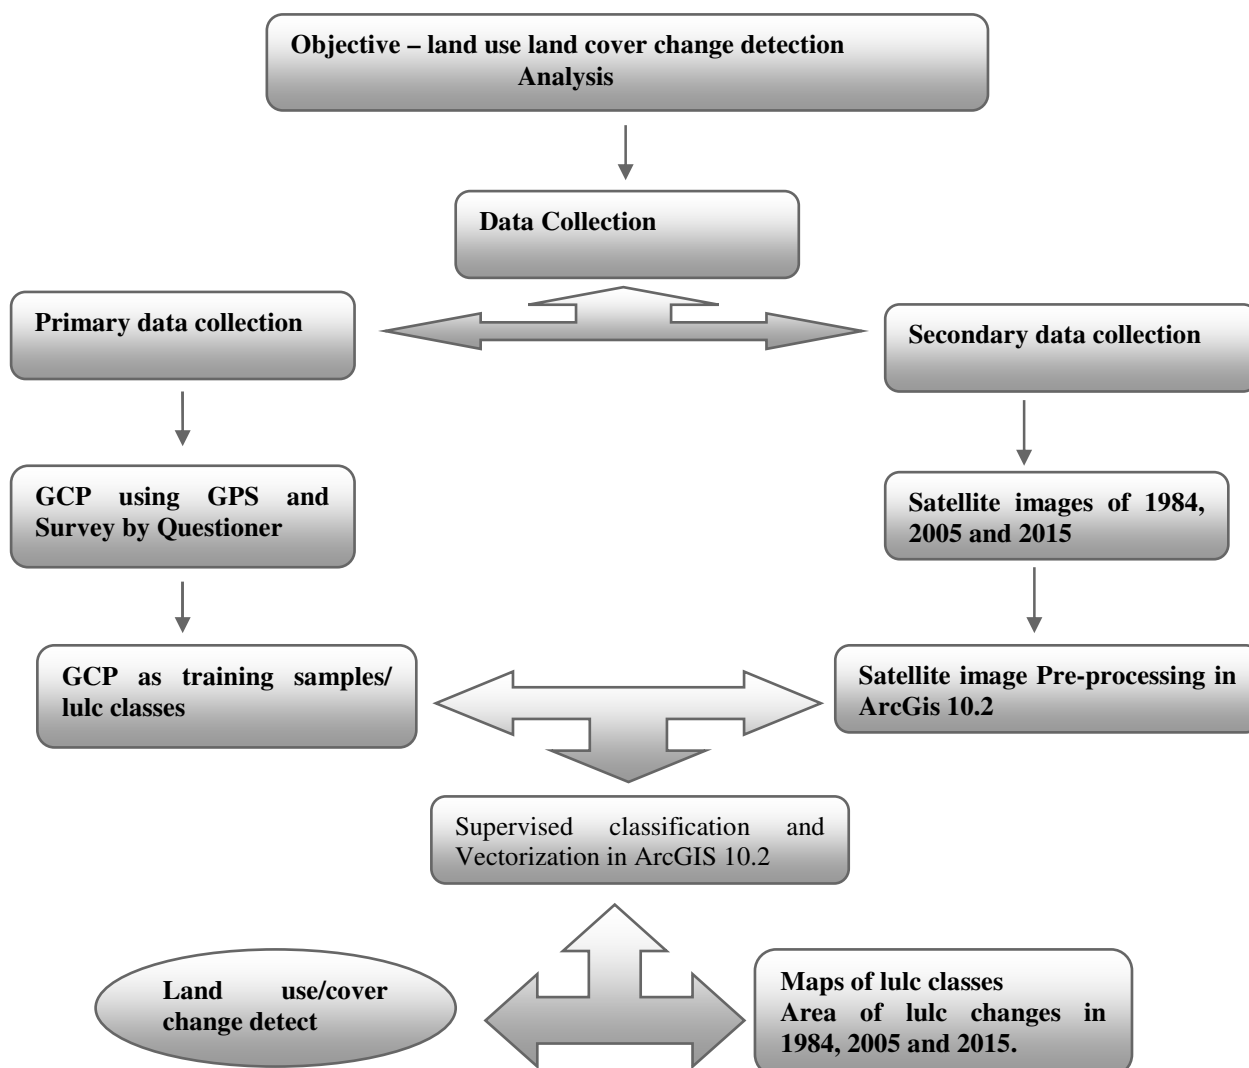 Objective – land use land cover change detection
Analysis
Data Collection
Primary data collection
Secondary data collection
GCP using GPS and
Survey by Questioner
Satellite images of 1984,
2005 and 2015
GCP as training samples/
lulc classes
Satellite image Pre-processing in
ArcGis 10.2
Supervised classification and
Vectorization in ArcGIS 10.2
Land use/cover
change detect
Maps of lulc classes
Area of lulc changes in
1984, 2005 and 2015.